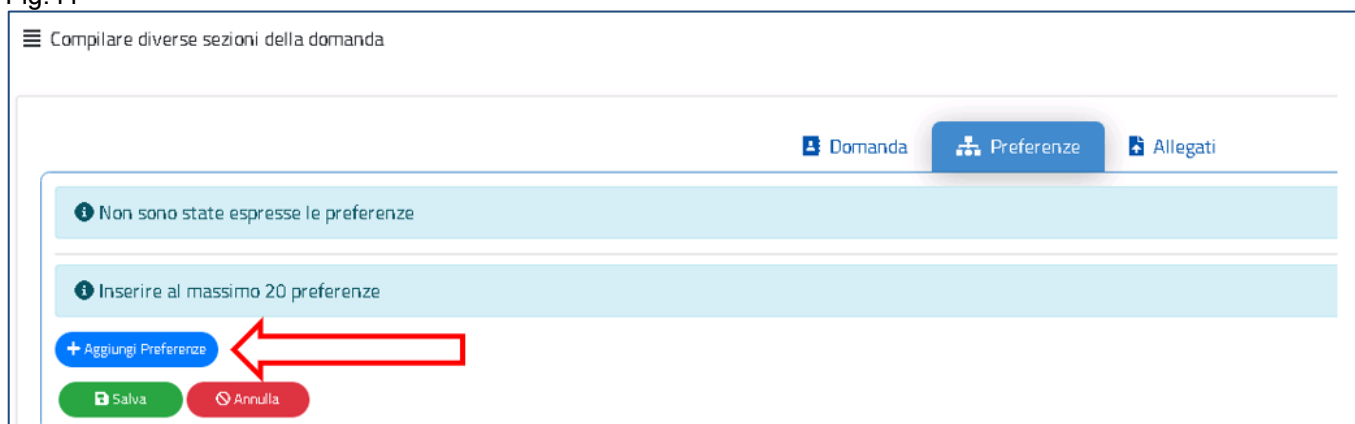 Compilare diverse sezioni della domanda
Domanda Preferenze Allegati
Non sono state espresse le preferenze
Inserire al massimo 20 preferenze
+ Aggiungi Preferenze
Salva Annulla